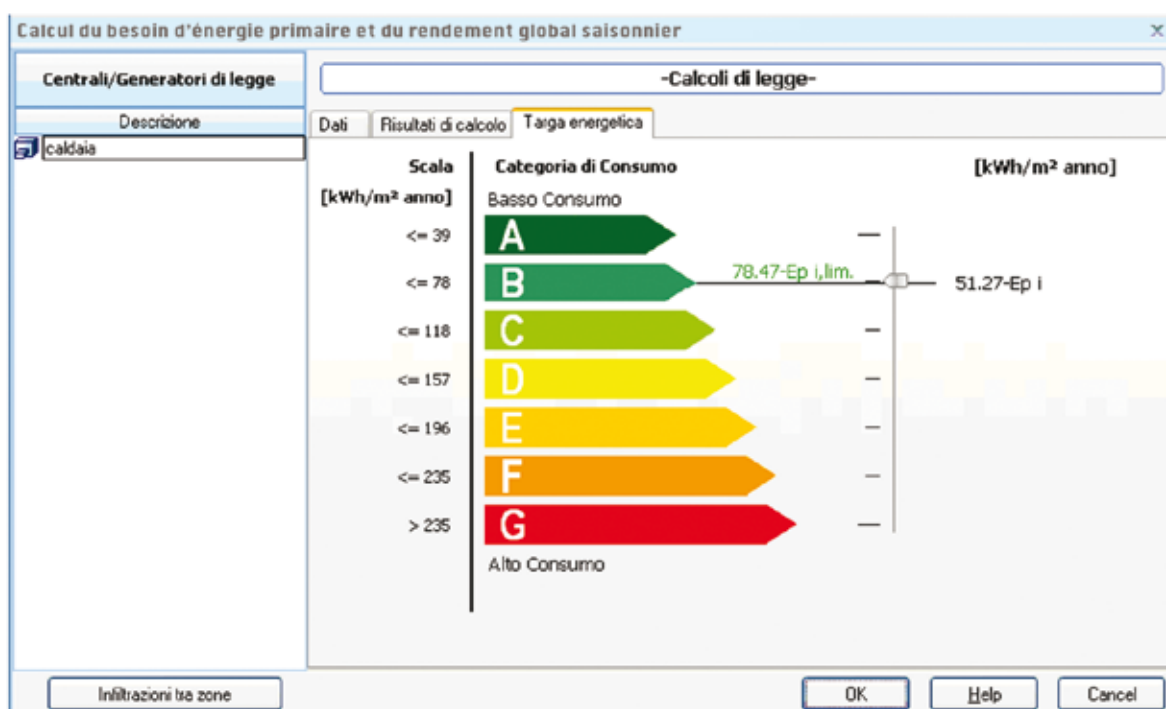 Calcul du besoin d'énergie primaire et du rendement global saisonnier
Centrali/Generatori di legge
-Calcoli di legge-
Descrizione
caldaia
Dati
Risultati di calcolo
Targa energetica
Scala
[kWh/m² anno]
Categoria di Consumo
[kWh/m² anno]
Basso Consumo
<= 39
A
<= 78
B
78.47-Ep i,lim.
51.27-Ep i
<= 118
C
<= 157
D
<= 196
E
<= 235
F
> 235
G
Alto Consumo
Infiltrazioni tra zone
OK
Help
Cancel